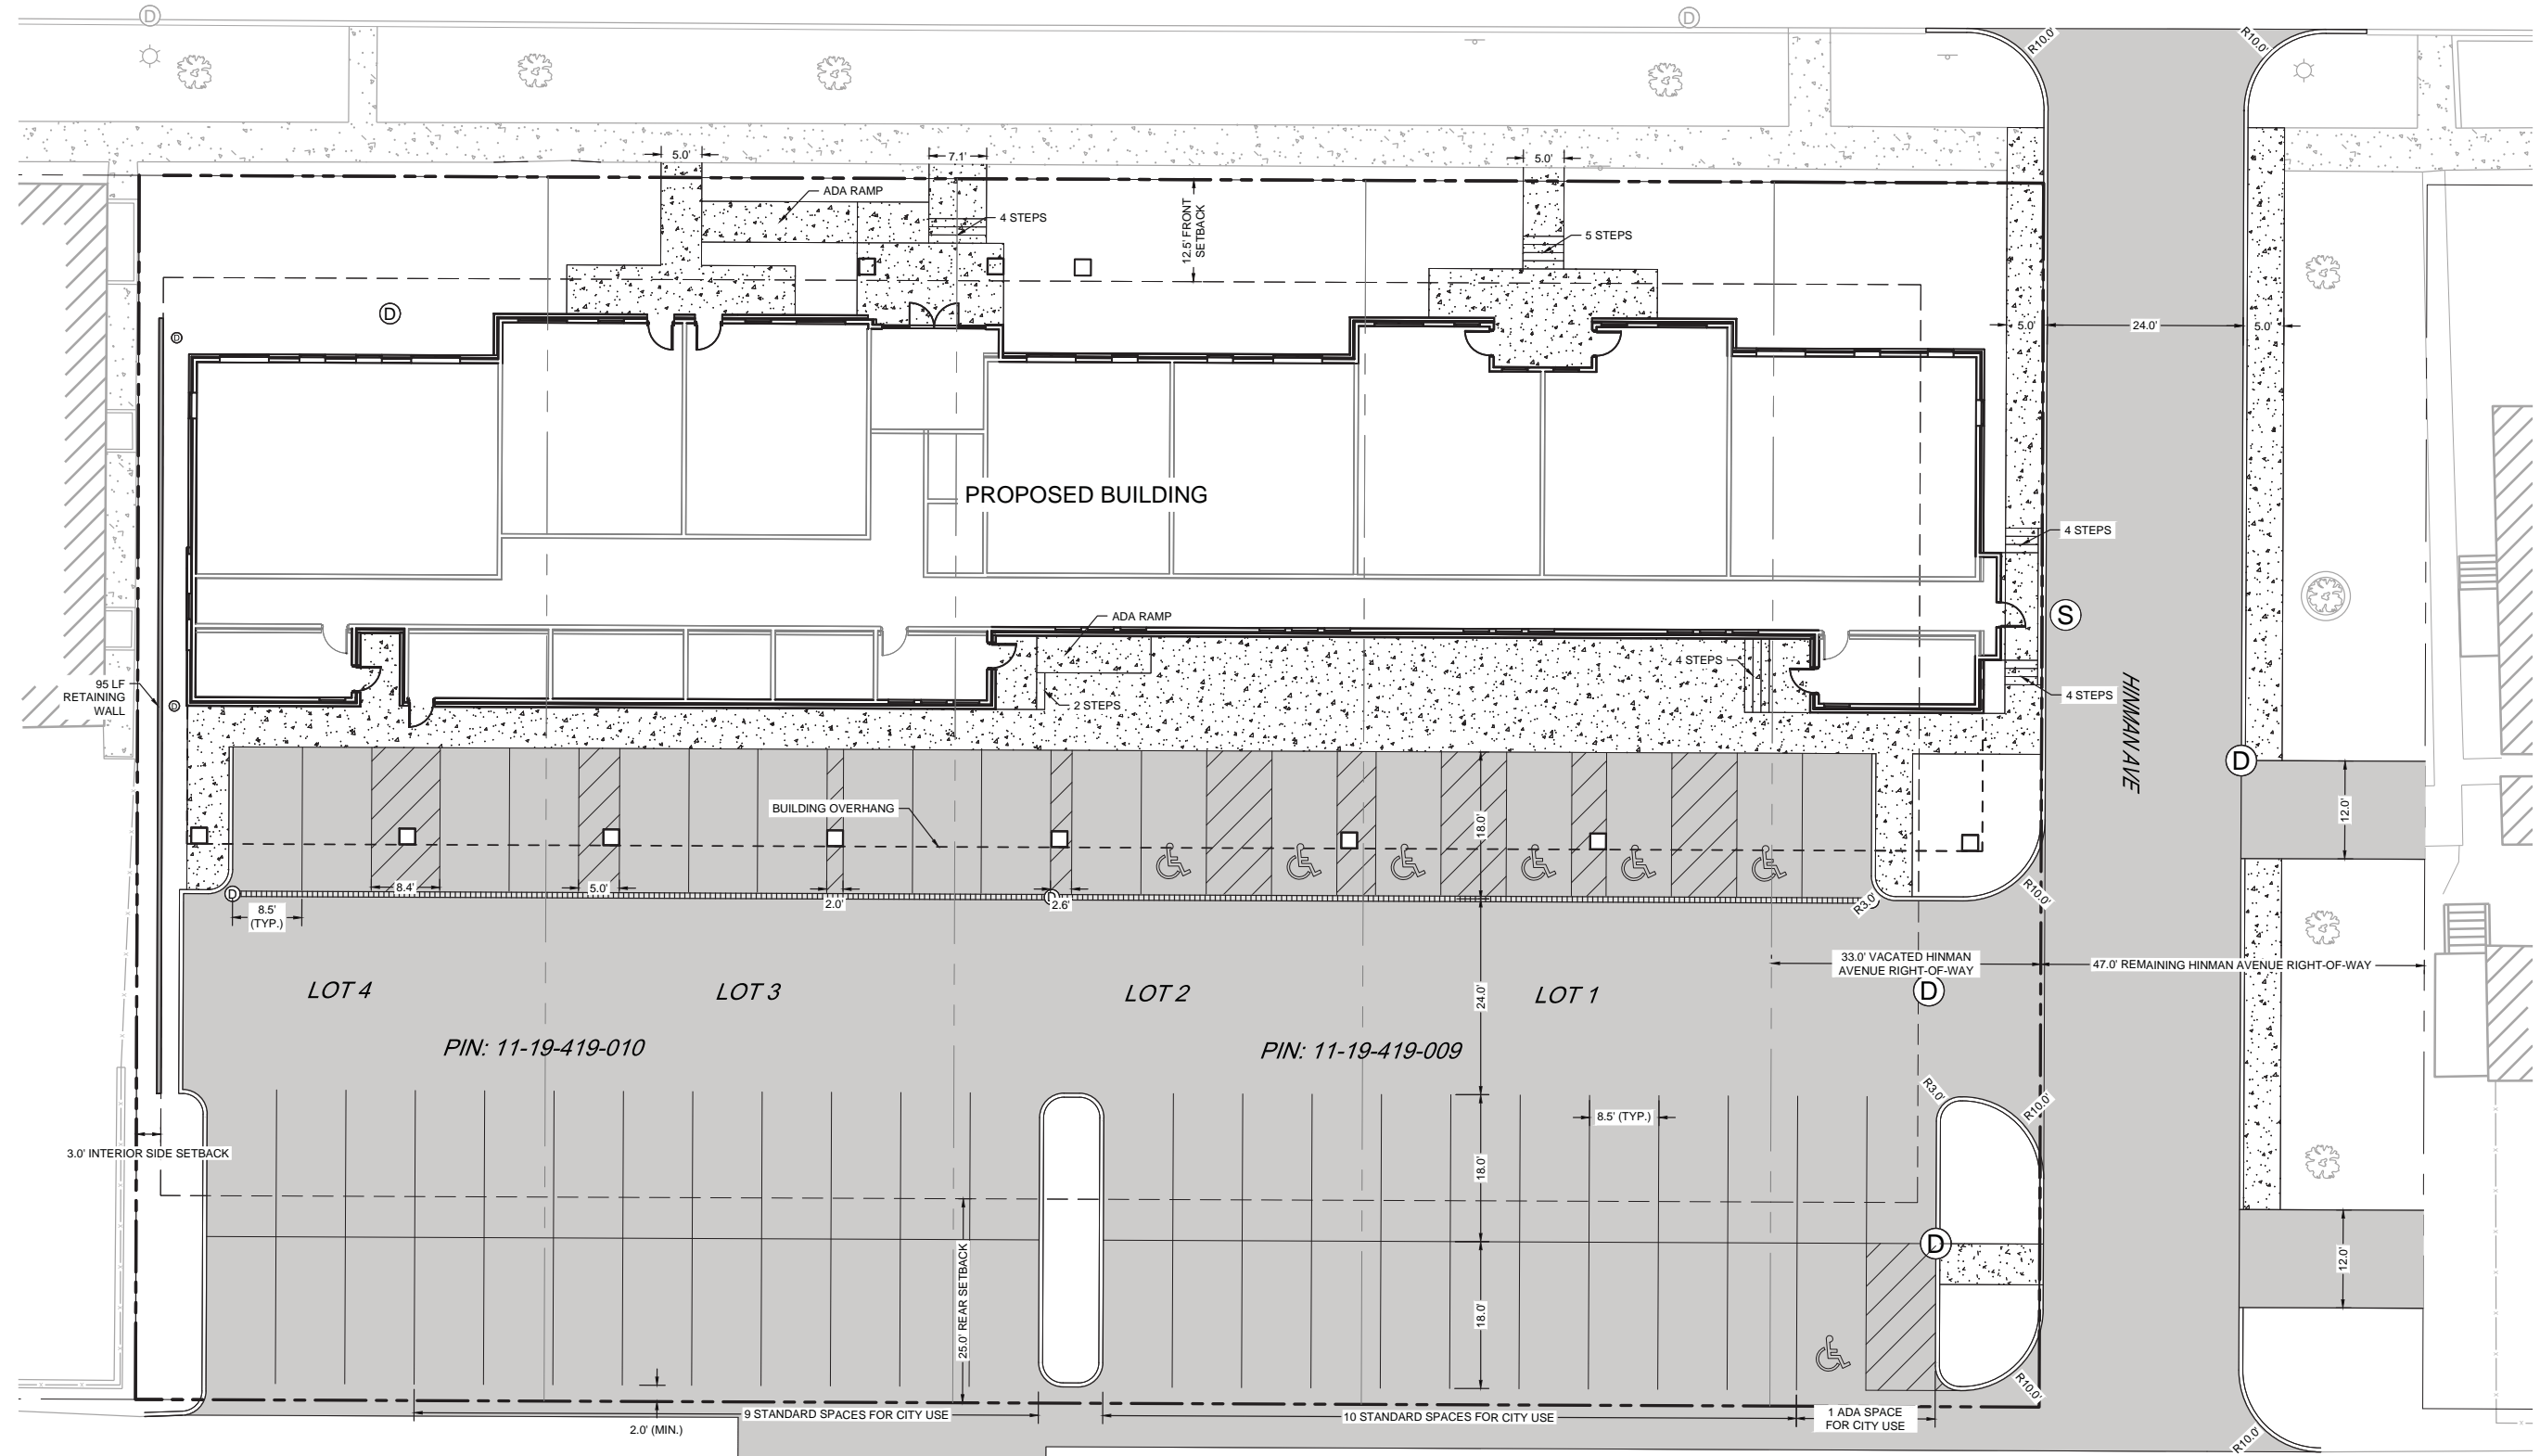 D
D
R10.0'
R10.0'
5.0'
7.1'
5.0'
ADA RAMP
4 STEPS
12.5' FRONT
SETBACK
5 STEPS
D
D
5.0'
24.0'
5.0'
PROPOSED BUILDING
4 STEPS
S
ADA RAMP
4 STEPS
4 STEPS
95 LF
RETAINING
WALL
D
2 STEPS
HINMAN AVE
D
BUILDING OVERHANG
18.0'
12.0'
8.4'
5.0'
2.0'
2.6'
D
D
8.5'
(TYP.)
R3.0'
R10.0'
33.0' VACATED HINMAN
AVENUE RIGHT-OF-WAY
47.0' REMAINING HINMAN AVENUE RIGHT-OF-WAY
LOT 4
LOT 3
LOT 2
LOT 1
D
24.0'
PIN: 11-19-419-010
PIN: 11-19-419-009
R3.0'
R10.0'
8.5' (TYP.)
3.0' INTERIOR SIDE SETBACK
18.0'
D
25.0' REAR SETBACK
18.0'
12.0'
R10.0'
9 STANDARD SPACES FOR CITY USE
10 STANDARD SPACES FOR CITY USE
1 ADA SPACE
FOR CITY USE
2.0' (MIN.)
R10.0'